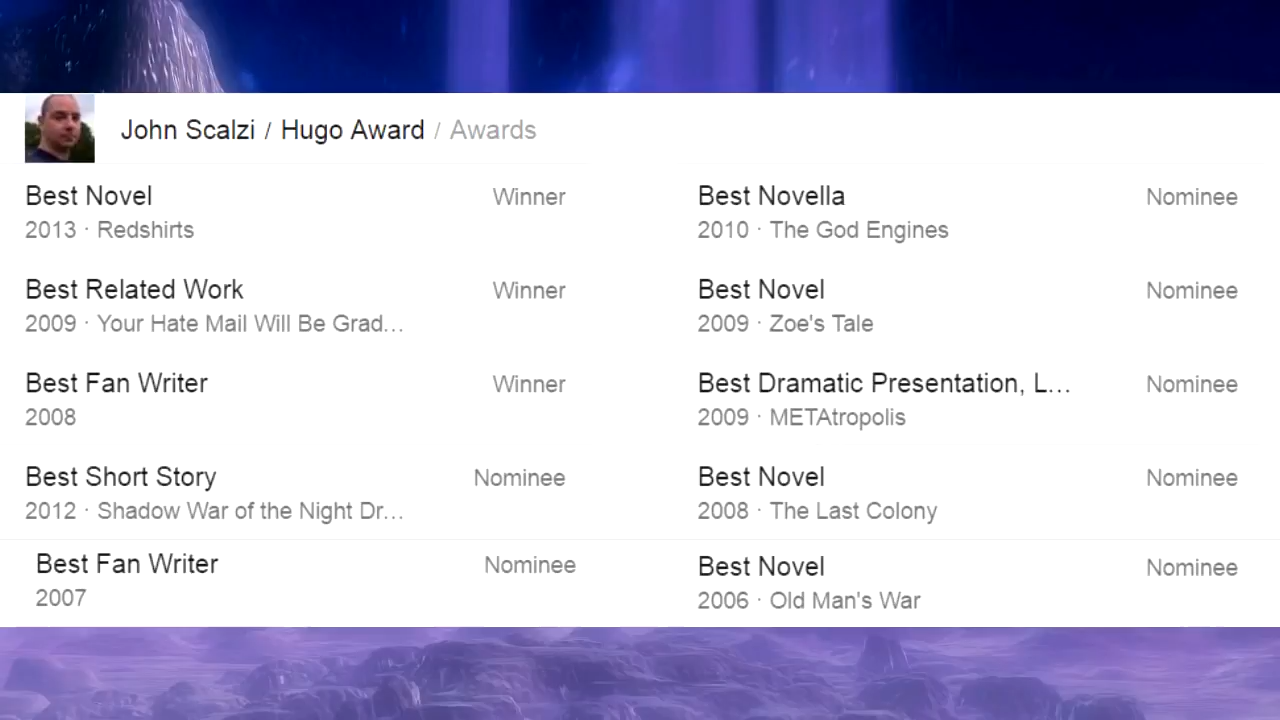 John Scalzi / Hugo Award / Awards
Best Novel Winner
2013 · Redshirts
Best Related Work Winner
2009 · Your Hate Mail Will Be Grad...
Best Fan Writer Winner
2008
Best Short Story Nominee
2012 · Shadow War of the Night Dr...
Best Fan Writer Nominee
2007
Best Novella Nominee
2010 · The God Engines
Best Novel Nominee
2009 · Zoe's Tale
Best Dramatic Presentation, L... Nominee
2009 · METAtropolis
Best Novel Nominee
2008 · The Last Colony
Best Novel Nominee
2006 · Old Man's War